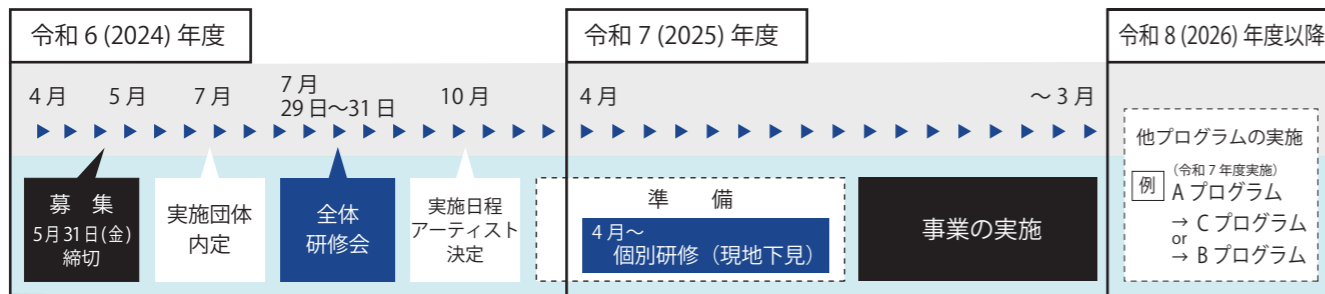 令和 6 (2024) 年度
令和 7 (2025) 年度
令和 8 (2026) 年度以降
4 月
5 月
7 月
7 月
29 日～31 日
10 月
4 月
～ 3 月
募　集
5月31日(金)
締切
実施団体
内定
全体
研修会
実施日程
アーティスト
決定
準　備
4 月～
個別研修（現地下見）
事業の実施
他プログラムの実施
（令和 7 年度実施）
例 A プログラム
→ C プログラム
or
→ B プログラム